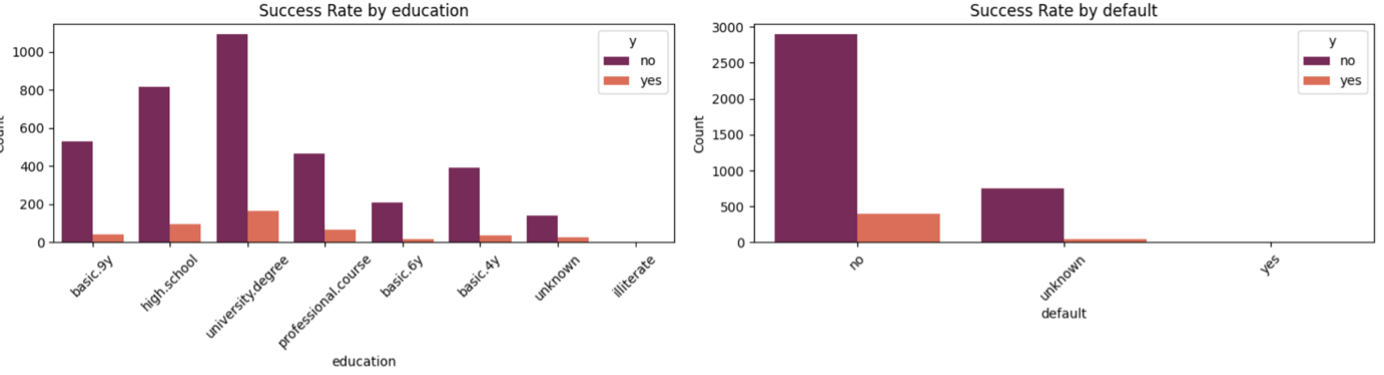 Success Rate by education
1000
800
600
400
200
0
y
no
yes
basic.9y
high.school
university.degree
professional.course
basic.6y
basic.4y
unknown
illiterate
education
Success Rate by default
Count
3000
2500
2000
1500
1000
500
0
y
no
yes
no
unknown
yes
default